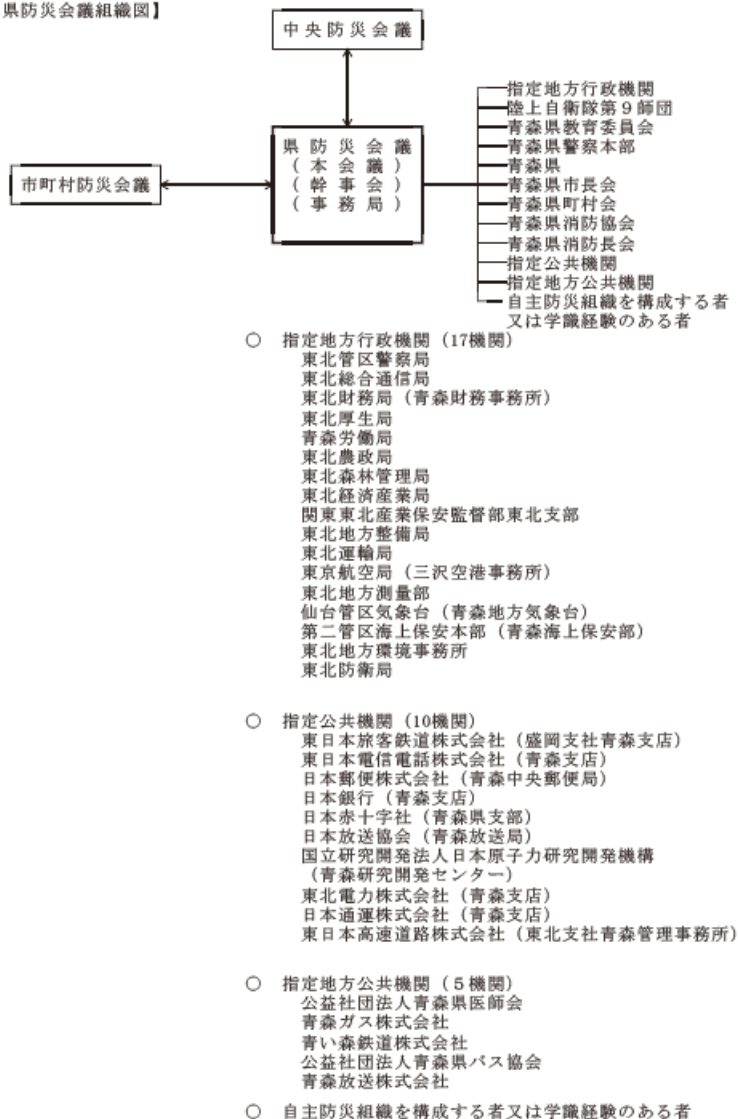 県防災会議組織図】
中央防災会議
県防災会議
（本会議）
（幹事会）
（事務局）
市町村防災会議
指定地方行政機関
陸上自衛隊第９師団
青森県教育委員会
青森県警察本部
青森県
青森県市長会
青森県町村会
青森県消防協会
青森県消防長会
指定公共機関
指定地方公共機関
自主防災組織を構成する者
又は学識経験のある者
○ 指定地方行政機関（17機関）
東北管区警察局
東北総合通信局
東北財務局（青森財務事務所）
東北厚生局
青森労働局
東北農政局
東北森林管理局
東北経済産業局
関東東北産業保安監督部東北支部
東北地方整備局
東北運輸局
東京航空局（三沢空港事務所）
東北地方測量部
仙台管区気象台（青森地方気象台）
第二管区海上保安本部（青森海上保安部）
東北地方環境事務所
東北防衛局
○ 指定公共機関（10機関）
東日本旅客鉄道株式会社（盛岡支社青森支店）
東日本電信電話株式会社（青森支店）
日本郵便株式会社（青森中央郵便局）
日本銀行（青森支店）
日本赤十字社（青森県支部）
日本放送協会（青森放送局）
国立研究開発法人日本原子力研究開発機構
（青森研究開発センター）
東北電力株式会社（青森支店）
日本通運株式会社（青森支店）
東日本高速道路株式会社（東北支社青森管理事務所）
○ 指定地方公共機関（５機関）
公益社団法人青森県医師会
青森ガス株式会社
青い森鉄道株式会社
公益社団法人青森県バス協会
青森放送株式会社
○ 自主防災組織を構成する者又は学識経験のある者